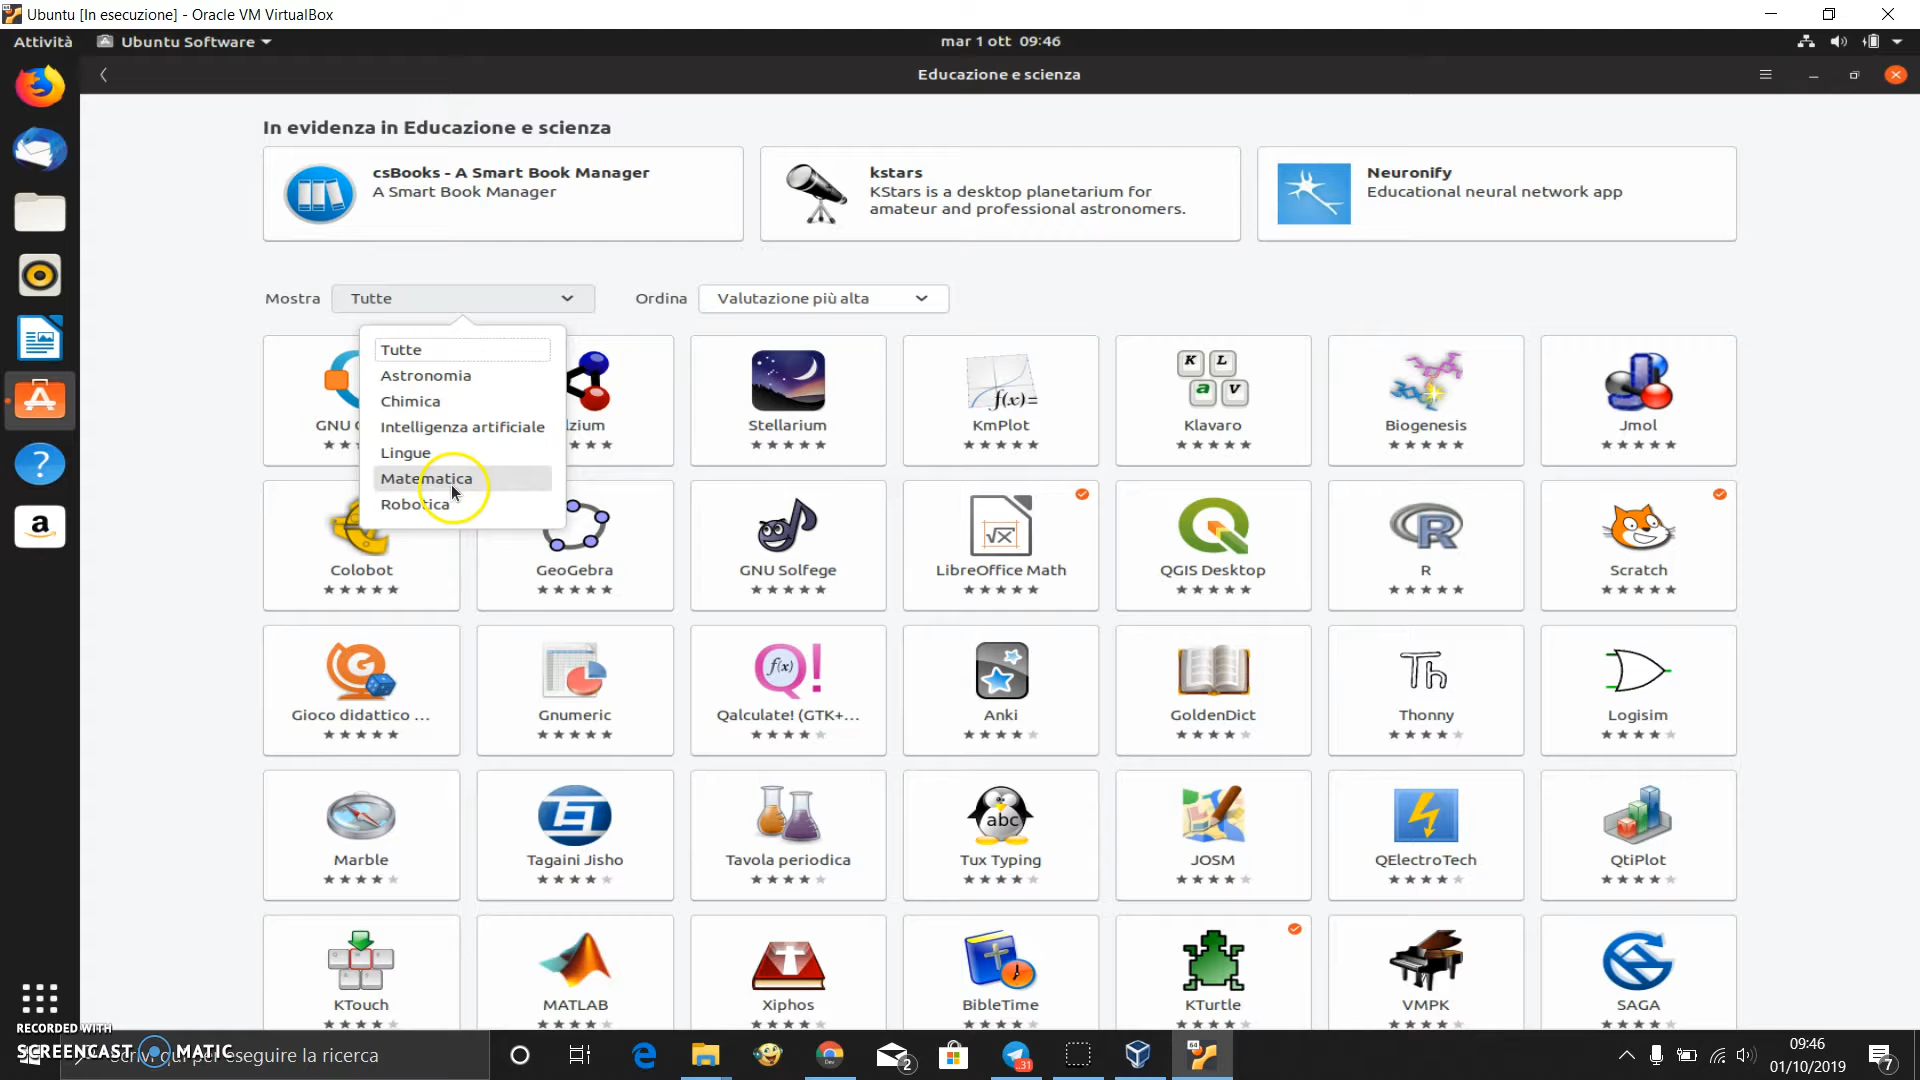 Ubuntu [In esecuzione] - Oracle VM VirtualBox
Attività Ubuntu Software mar 1 ott 09:46
Educazione e scienza
In evidenza in Educazione e scienza
csBooks - A Smart Book Manager
A Smart Book Manager
kstars
KStars is a desktop planetarium for
amateur and professional astronomers.
Neuronify
Educational neural network app
Mostra Tutte Ordina Valutazione più alta
Tutte
Astronomia
Chimica
Intelligenza artificiale
Lingue
Matematica
Robotica
GNU Stellarium KmPlot Klavaro Biogenesis Jmol
Colobot GeoGebra GNU Solfege LibreOffice Math QGIS Desktop R Scratch
Gioco didattico ... Gnumeric Qalculate! (GTK+... Anki GoldenDict Thonny Logisim
Marble Tagaini Jisho Tavola periodica Tux Typing JOSM QElectroTech QtiPlot
KTouch MATLAB Xiphos BibleTime KTurtle VMPK SAGA
RECORDED WITH
SCREENCAST MATIC
Scrivi qui per eseguire la ricerca
09:46
01/10/2019